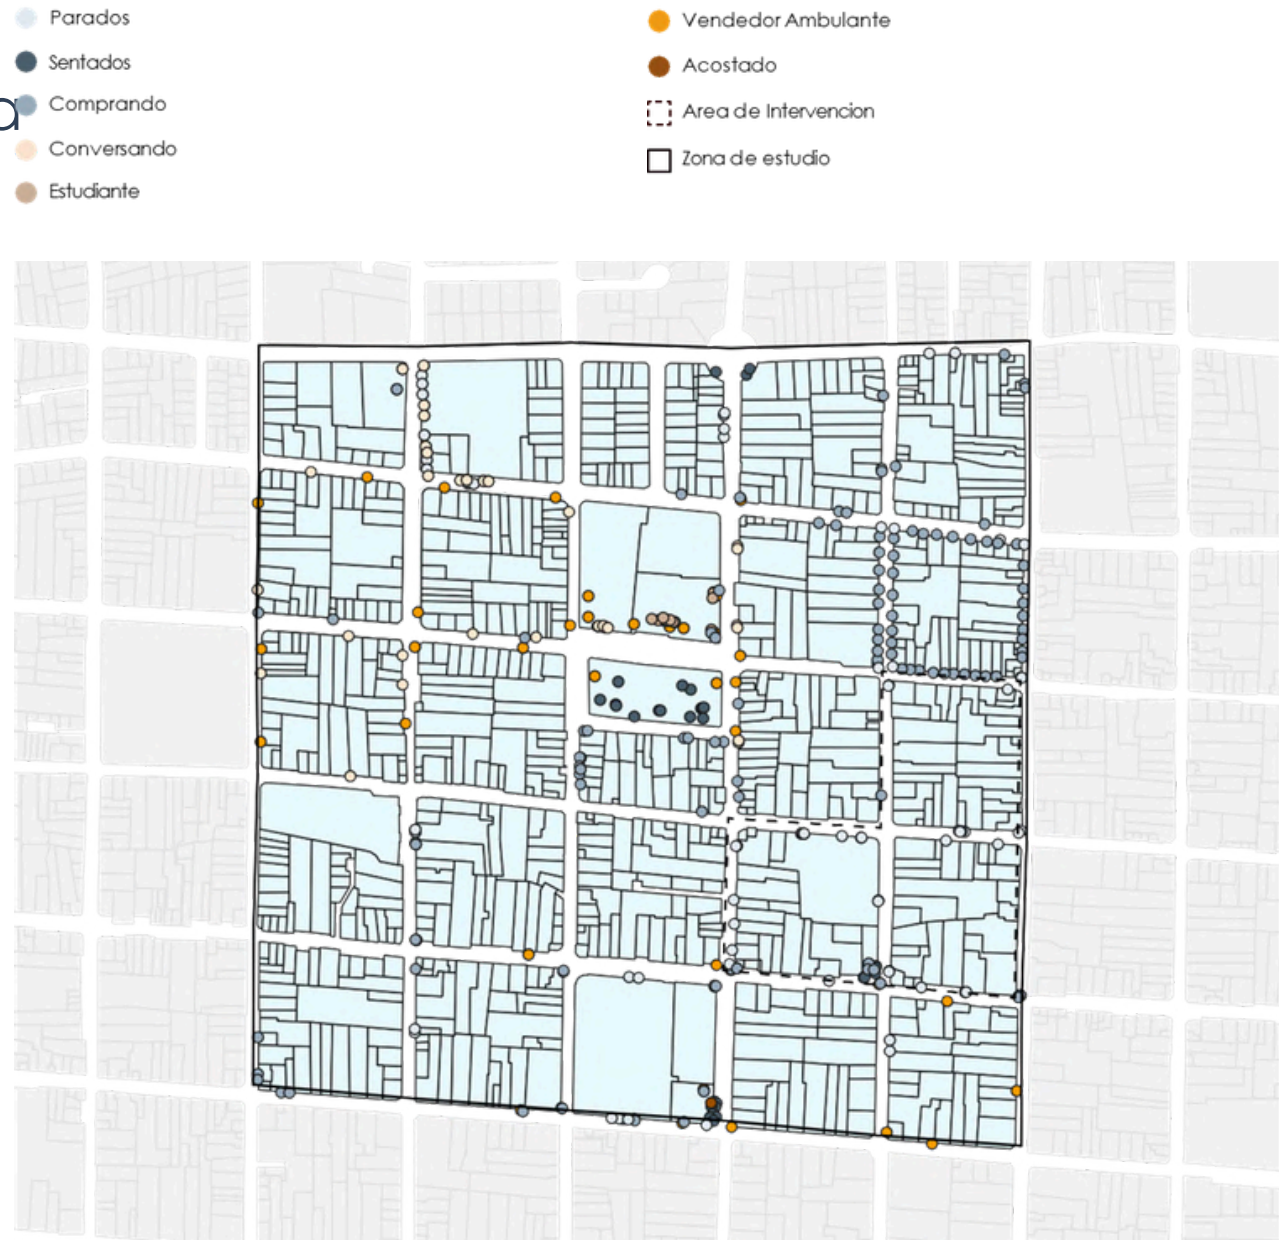 Parados
Sentados
a
Comprando
Conversando
Estudiante
Vendedor Ambulante
Acostado
Area de Intervencion
Zona de estudio